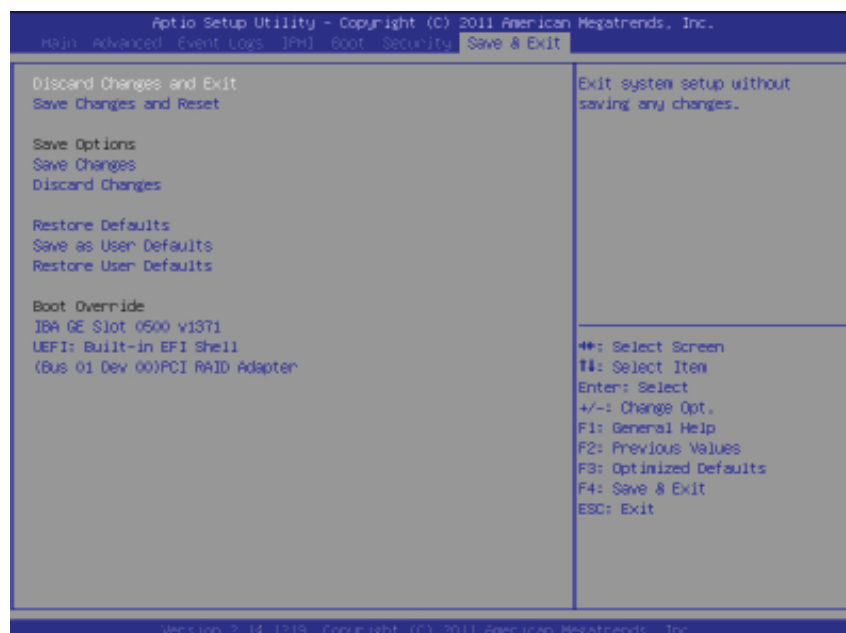 Aptio Setup Utility - Copyright (C) 2011 American Megatrends, Inc.
Main Advanced Event Logs IPMI Boot Security Save & Exit
Discard Changes and Exit
Save Changes and Reset
Save Options
Save Changes
Discard Changes
Restore Defaults
Save as User Defaults
Restore User Defaults
Boot Override
IBA GE Slot 0500 v1371
UEFI: Built-in EFI Shell
(Bus 01 Dev 00)PCI RAID Adapter
Exit system setup without
saving any changes.
↔: Select Screen
↑↓: Select Item
Enter: Select
+/-: Change Opt.
F1: General Help
F2: Previous Values
F3: Optimized Defaults
F4: Save & Exit
ESC: Exit
Version 2.14.1219. Copyright (C) 2011 American Megatrends, Inc.